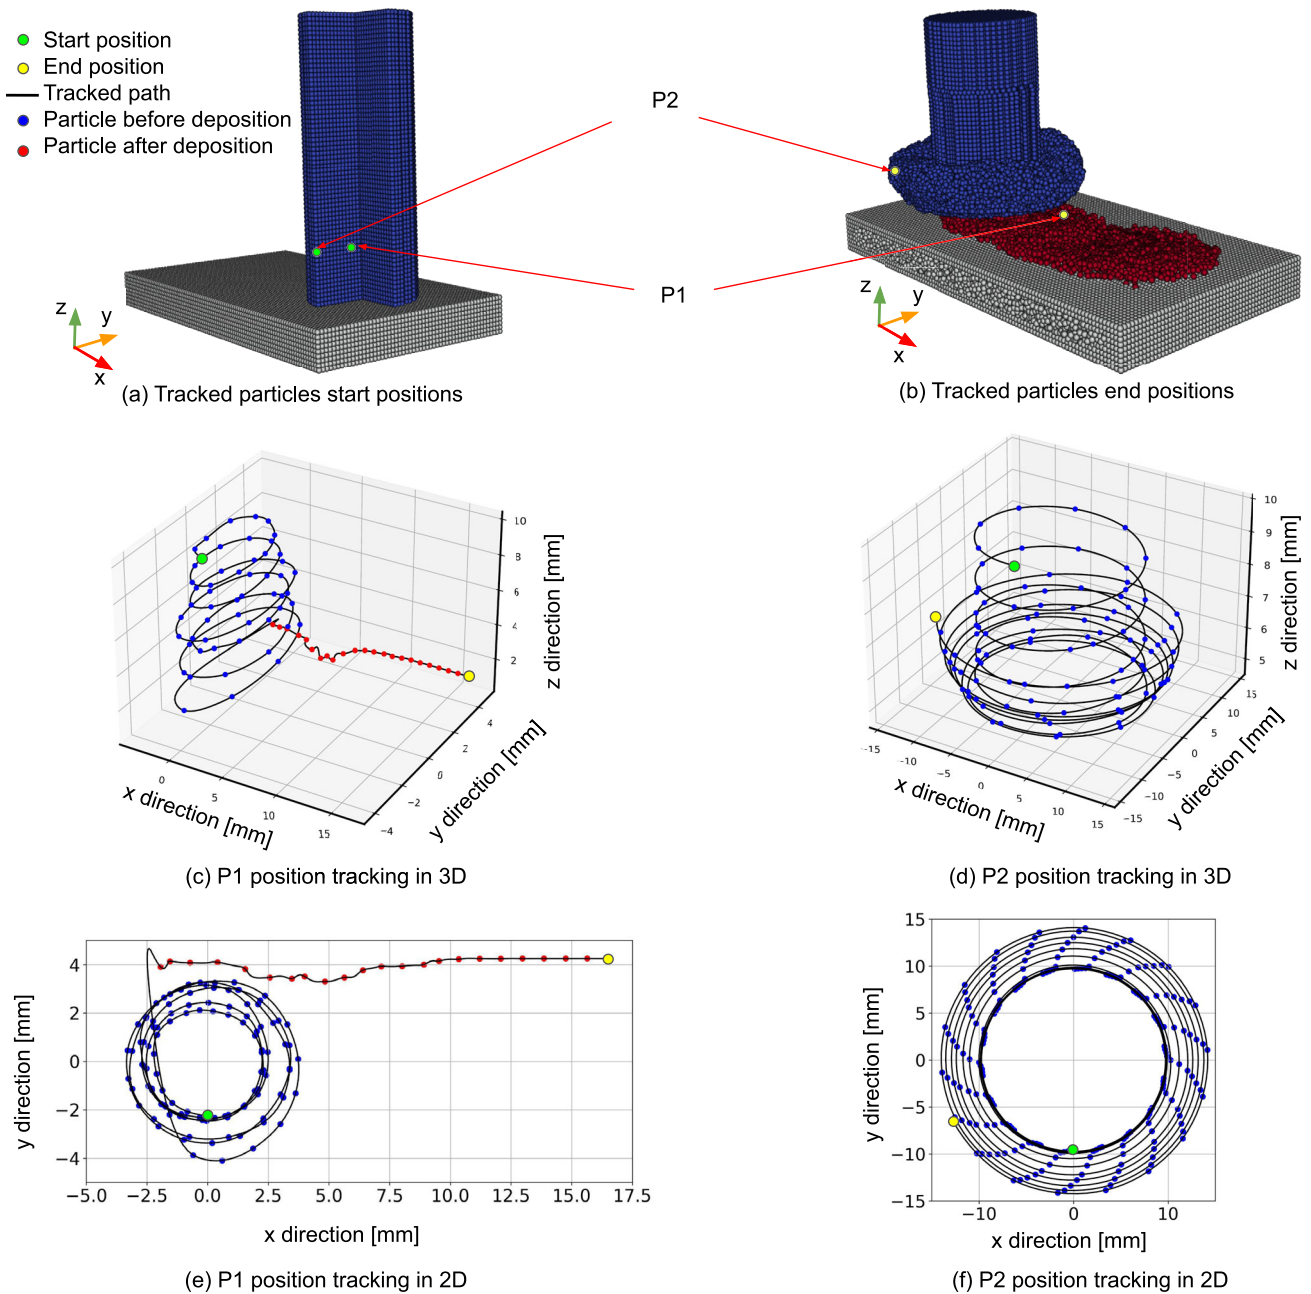 Start position
End position
Tracked path
Particle before deposition
Particle after deposition
P2
P1
z
y
x
z
y
x
(a) Tracked particles start positions
(b) Tracked particles end positions
10
8
6
4
2
z direction [mm]
4
2
0
−2
−4
y direction [mm]
0
5
10
15
x direction [mm]
10
9
8
7
6
5
z direction [mm]
15
10
5
0
−5
−10
−15
y direction [mm]
−15
−10
−5
0
5
10
15
x direction [mm]
(c) P1 position tracking in 3D
(d) P2 position tracking in 3D
4
2
0
−2
−4
y direction [mm]
−5.0 −2.5 0.0 2.5 5.0 7.5 10.0 12.5 15.0 17.5
x direction [mm]
15
10
5
0
−5
−10
−15
y direction [mm]
−10 0 10
x direction [mm]
(e) P1 position tracking in 2D
(f) P2 position tracking in 2D